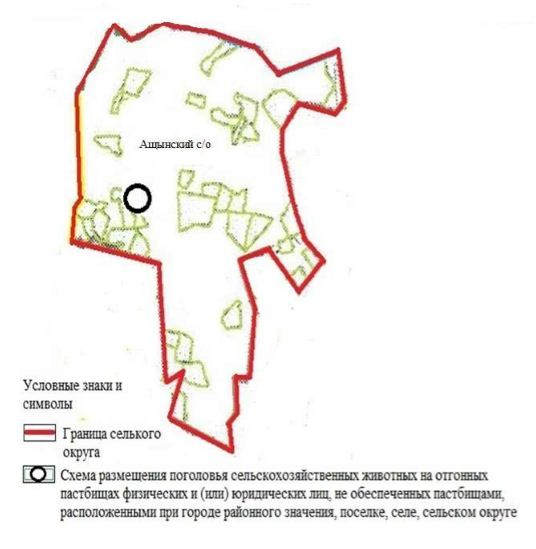 Ащынский с/о
Условные знаки и
символы
Граница селького
округа
Схема размещения поголовья сельскохозяйственных животных на отгонных
пастбищах физических и (или) юридических лиц, не обеспеченных пастбищами,
расположенными при городе районного значения, поселке, селе, сельском округе